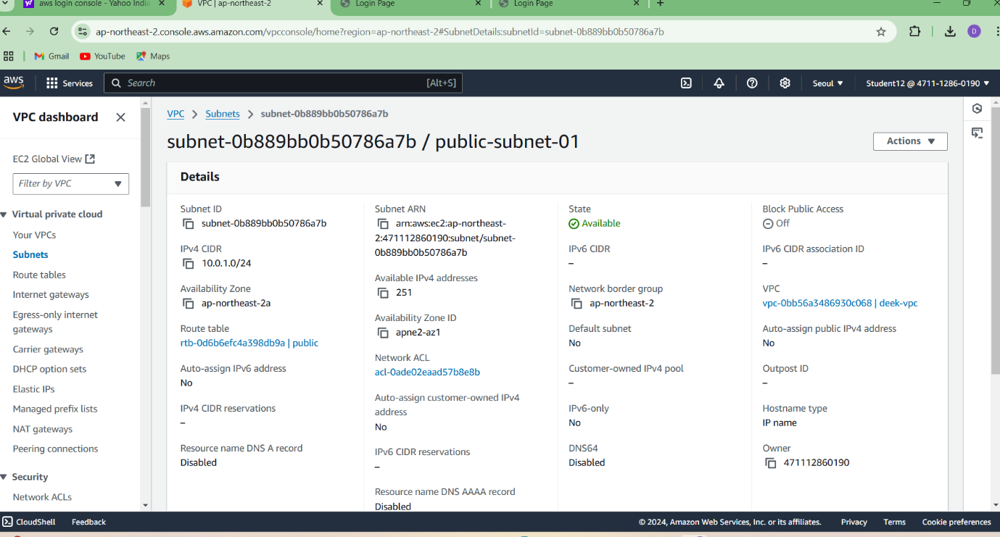 aws login console - Yahoo India
VPC | ap-northeast-2
Login Page
Login Page
ap-northeast-2.console.aws.amazon.com/vpcconsole/home?region=ap-northeast-2#SubnetDetails:subnetId=subnet-0b889bb0b50786a7b
D
Gmail
YouTube
Maps
aws
Services
Search
[Alt+S]
Seoul
Student12 @ 4711-1286-0190
VPC dashboard
EC2 Global View
Filter by VPC
Virtual private cloud
Your VPCs
Subnets
Route tables
Internet gateways
Egress-only internet
gateways
Carrier gateways
DHCP option sets
Elastic IPs
Managed prefix lists
NAT gateways
Peering connections
Security
Network ACLs
VPC > Subnets > subnet-0b889bb0b50786a7b
subnet-0b889bb0b50786a7b / public-subnet-01
Actions
Details
Subnet ID
subnet-0b889bb0b50786a7b
IPv4 CIDR
10.0.1.0/24
Availability Zone
ap-northeast-2a
Route table
rtb-0d6b6efc4a398db9a | public
Auto-assign IPv6 address
No
IPv4 CIDR reservations
–
Resource name DNS A record
Disabled
Subnet ARN
arn:aws:ec2:ap-northeast-
2:471112860190:subnet/subnet-
0b889bb0b50786a7b
Available IPv4 addresses
251
Availability Zone ID
apne2-az1
Network ACL
acl-0ade02eaad57b8e8b
Auto-assign customer-owned IPv4
address
No
IPv6 CIDR reservations
–
Resource name DNS AAAA record
Disabled
State
Available
IPv6 CIDR
–
Network border group
ap-northeast-2
Default subnet
No
Customer-owned IPv4 pool
–
IPv6-only
No
DNS64
Disabled
Block Public Access
Off
IPv6 CIDR association ID
–
VPC
vpc-0bb56a3486930c068 | deek-vpc
Auto-assign public IPv4 address
No
Outpost ID
–
Hostname type
IP name
Owner
471112860190
CloudShell
Feedback
© 2024, Amazon Web Services, Inc. or its affiliates.
Privacy
Terms
Cookie preferences